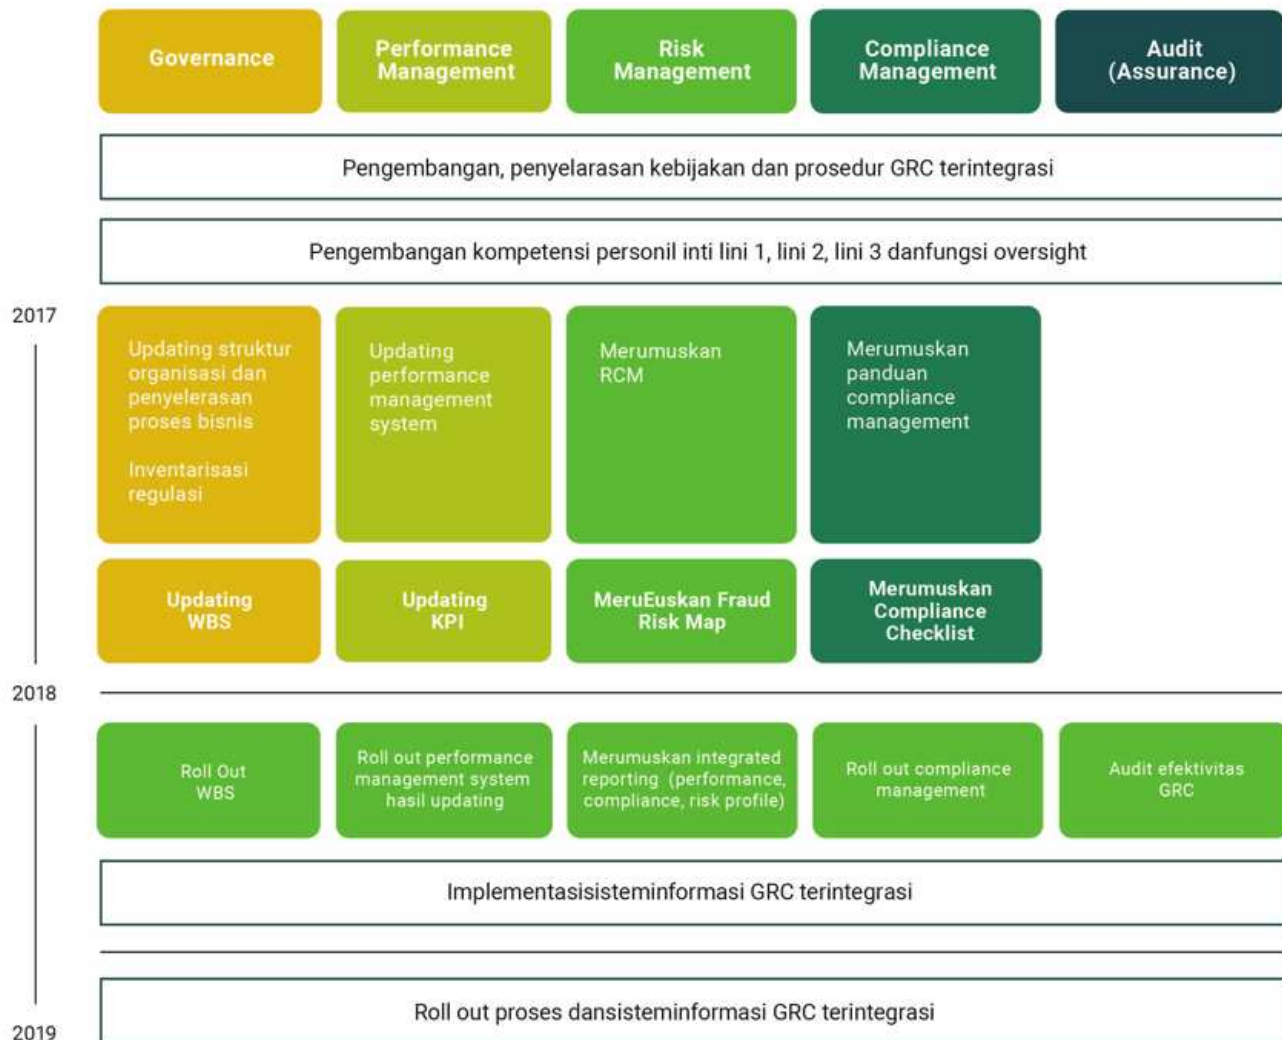 Governance
Performance
Management
Risk
Management
Compliance
Management
Audit
(Assurance)
Pengembangan, penyelarasan kebijakan dan prosedur GRC terintegrasi
Pengembangan kompetensi personil inti lini 1, lini 2, lini 3 danfungsi oversight
2017
Updating struktur
organisasi dan
penyelerasan
proses bisnis
Inventarisasi
regulasi
Updating
performance
management
system
Merumuskan
RCM
Merumuskan
panduan
compliance
management
Updating
WBS
Updating
KPI
MeruEuskan Fraud
Risk Map
Merumuskan
Compliance
Checklist
2018
Roll Out
WBS
Roll out performance
management system
hasil updating
Merumuskan integrated
reporting (performance,
compliance, risk profile)
Roll out compliance
management
Audit efektivitas
GRC
Implementasisisteminformasi GRC terintegrasi
Roll out proses dansisteminformasi GRC terintegrasi
2019